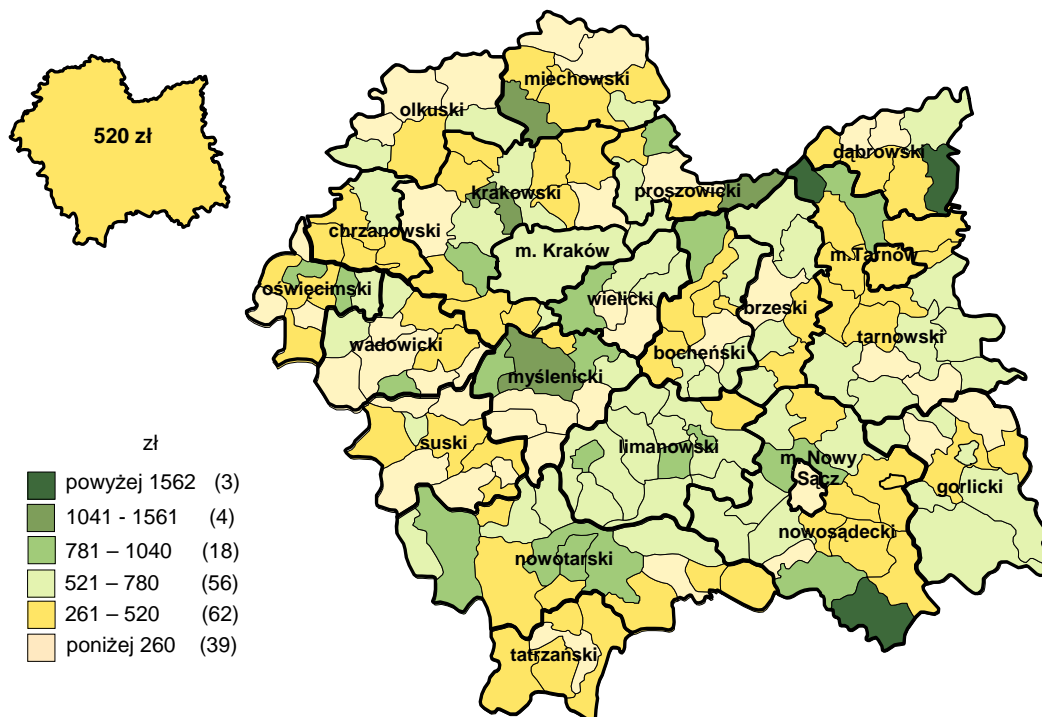 520 zł
miechowski
olkuski
dąbrowski
krakowski
proszowicki
chrzanowski
m. Kraków
m.Tarnów
oświęcimski
wielicki
brzeski
tarnowski
wadowicki
bocheński
myślenicki
limanowski
suski
m. Nowy
Sącz
gorlicki
nowosądecki
nowotarski
tatrzański
zł
powyżej 1562 (3)
1041 - 1561 (4)
781 – 1040 (18)
521 – 780 (56)
261 – 520 (62)
poniżej 260 (39)